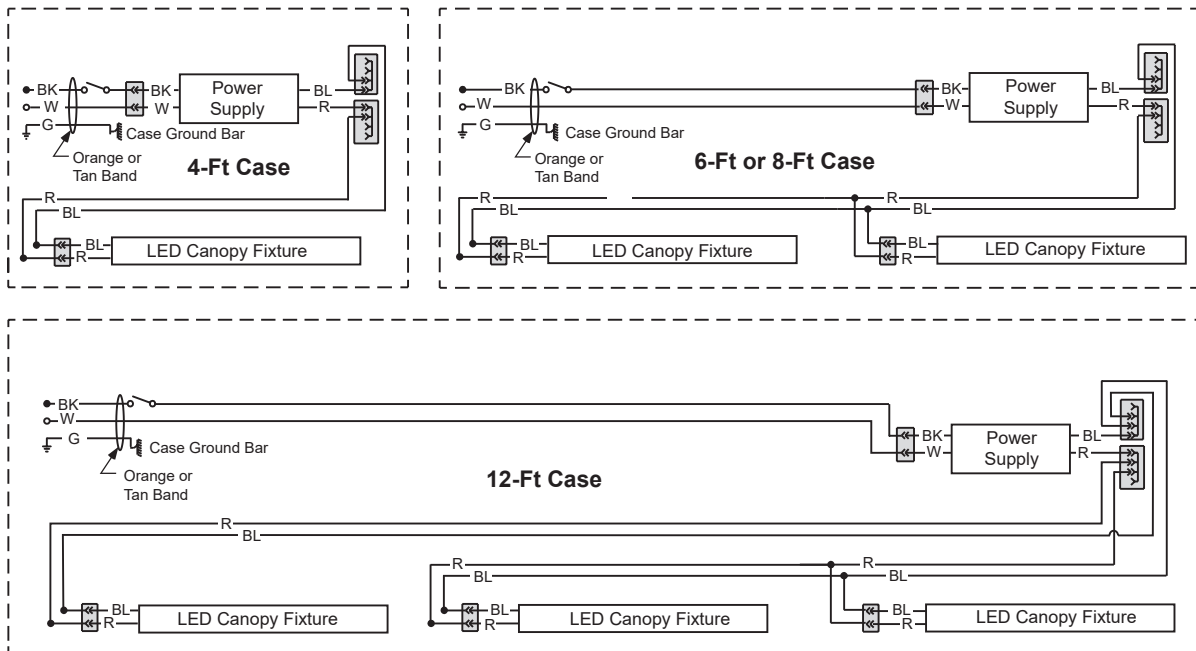 BK
BK
Power
Supply
BL
W
W
R
G
Case Ground Bar
Orange or
Tan Band
4-Ft Case
R
BL
BL
R
LED Canopy Fixture
BK
BK
Power
Supply
BL
W
W
R
G
Case Ground Bar
Orange or
Tan Band
6-Ft or 8-Ft Case
R
R
BL
BL
BL
R
LED Canopy Fixture
BL
R
LED Canopy Fixture
BK
W
G
Case Ground Bar
Orange or
Tan Band
12-Ft Case
BK
W
Power
Supply
BL
R
R
BL
R
R
BL
BL
BL
R
LED Canopy Fixture
BL
R
LED Canopy Fixture
BL
R
LED Canopy Fixture